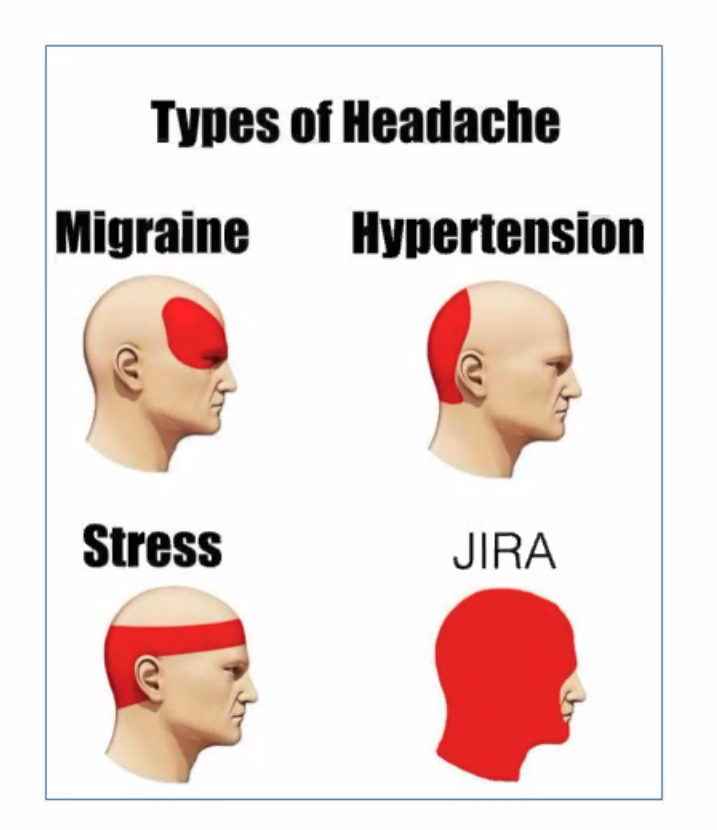 Types of Headache
Migraine
Hypertension
Stress
JIRA